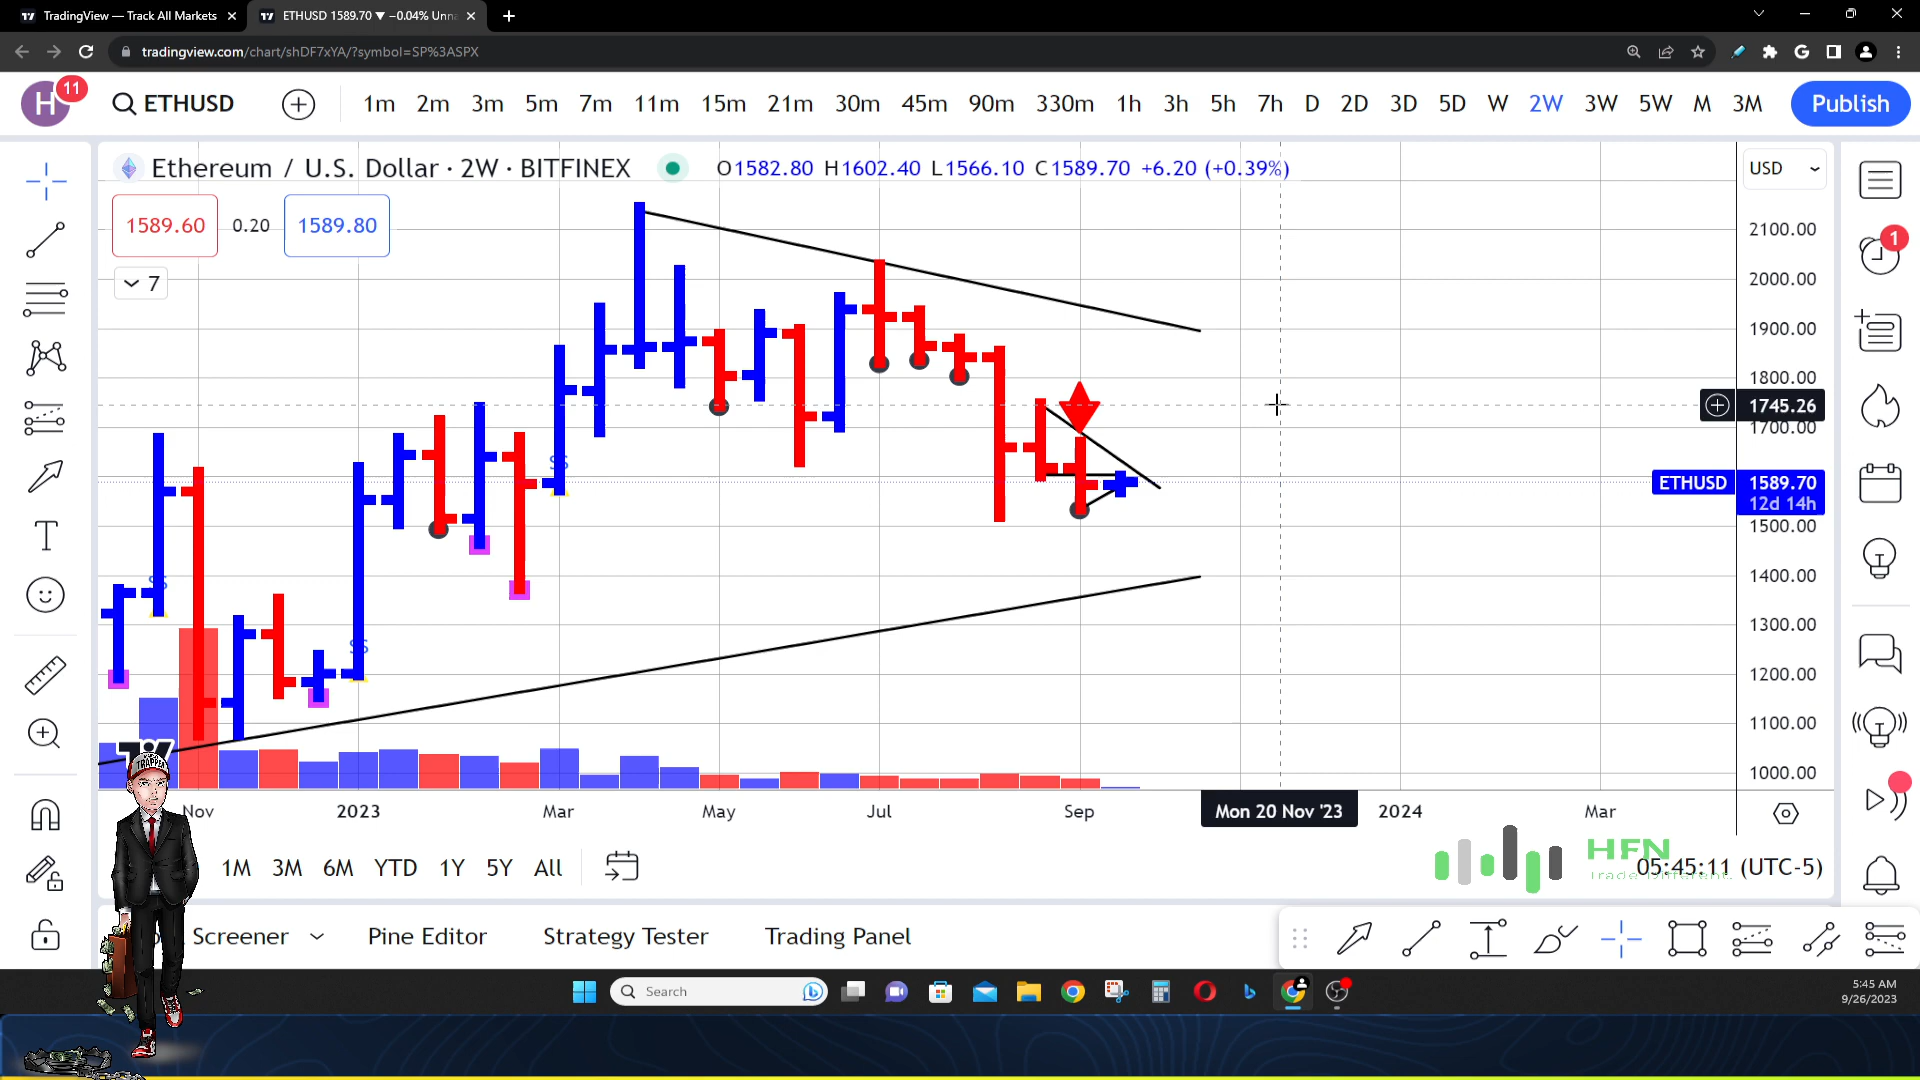 TradingView — Track All Markets
ETHUSD 1589.70 ▼ −0.04% Unna
tradingview.com/chart/shDF7xYA/?symbol=SP%3ASPX
H 11
ETHUSD 1m 2m 3m 5m 7m 11m 15m 21m 30m 45m 90m 330m 1h 3h 5h 7h D 2D 3D 5D W 2W 3W 5W M 3M Publish
Ethereum / U.S. Dollar · 2W · BITFINEX O1582.80 H1602.40 L1566.10 C1589.70 +6.20 (+0.39%) USD
1589.60 0.20 1589.80
7
2100.00
1
2000.00
1900.00
1800.00
1745.26
1700.00
ETHUSD 1589.70
12d 14h
1500.00
1400.00
1300.00
1200.00
1100.00
1000.00
TRAPPER
Nov 2023 Mar May Jul Sep Mon 20 Nov '23 2024 Mar
HFN
1M 3M 6M YTD 1Y 5Y All 05:45:11 (UTC-5)
Trade Different.
Screener Pine Editor Strategy Tester Trading Panel
Search
5:45 AM
9/26/2023